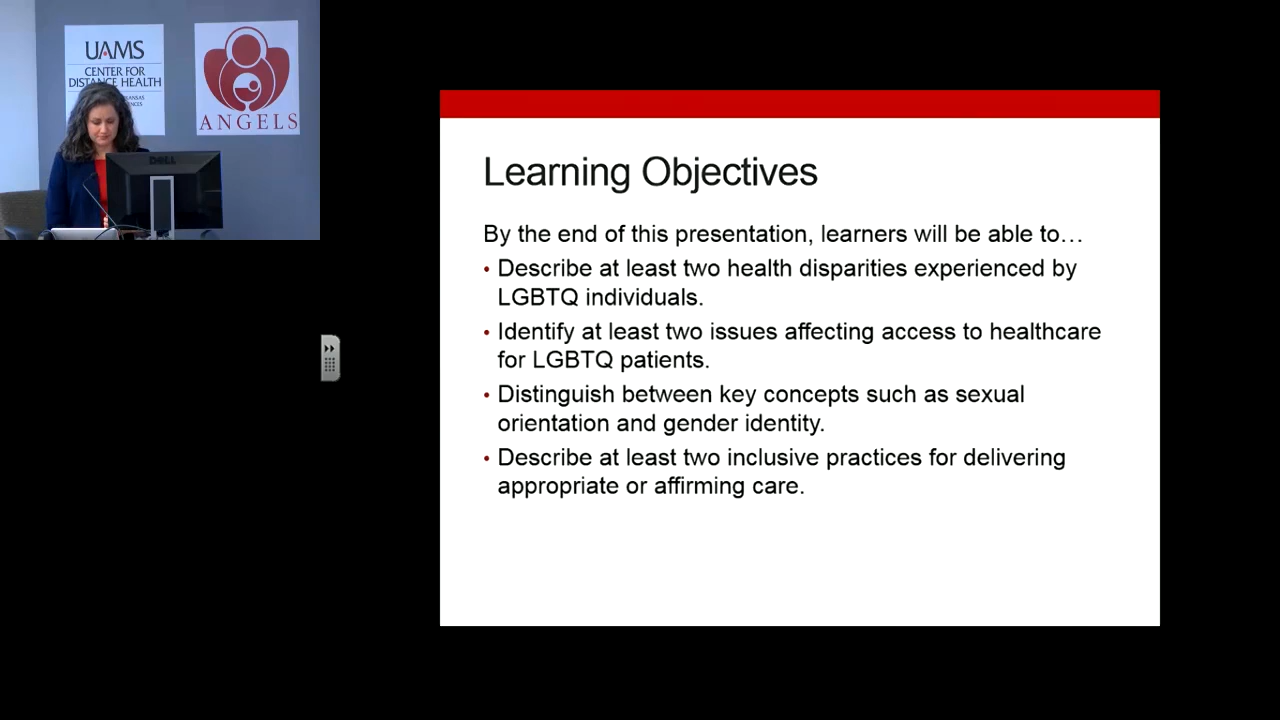 UAMS
CENTER FOR
DISTANCE HEALTH
ANGELS
DELL
Learning Objectives
By the end of this presentation, learners will be able to…
• Describe at least two health disparities experienced by
LGBTQ individuals.
• Identify at least two issues affecting access to healthcare
for LGBTQ patients.
• Distinguish between key concepts such as sexual
orientation and gender identity.
• Describe at least two inclusive practices for delivering
appropriate or affirming care.